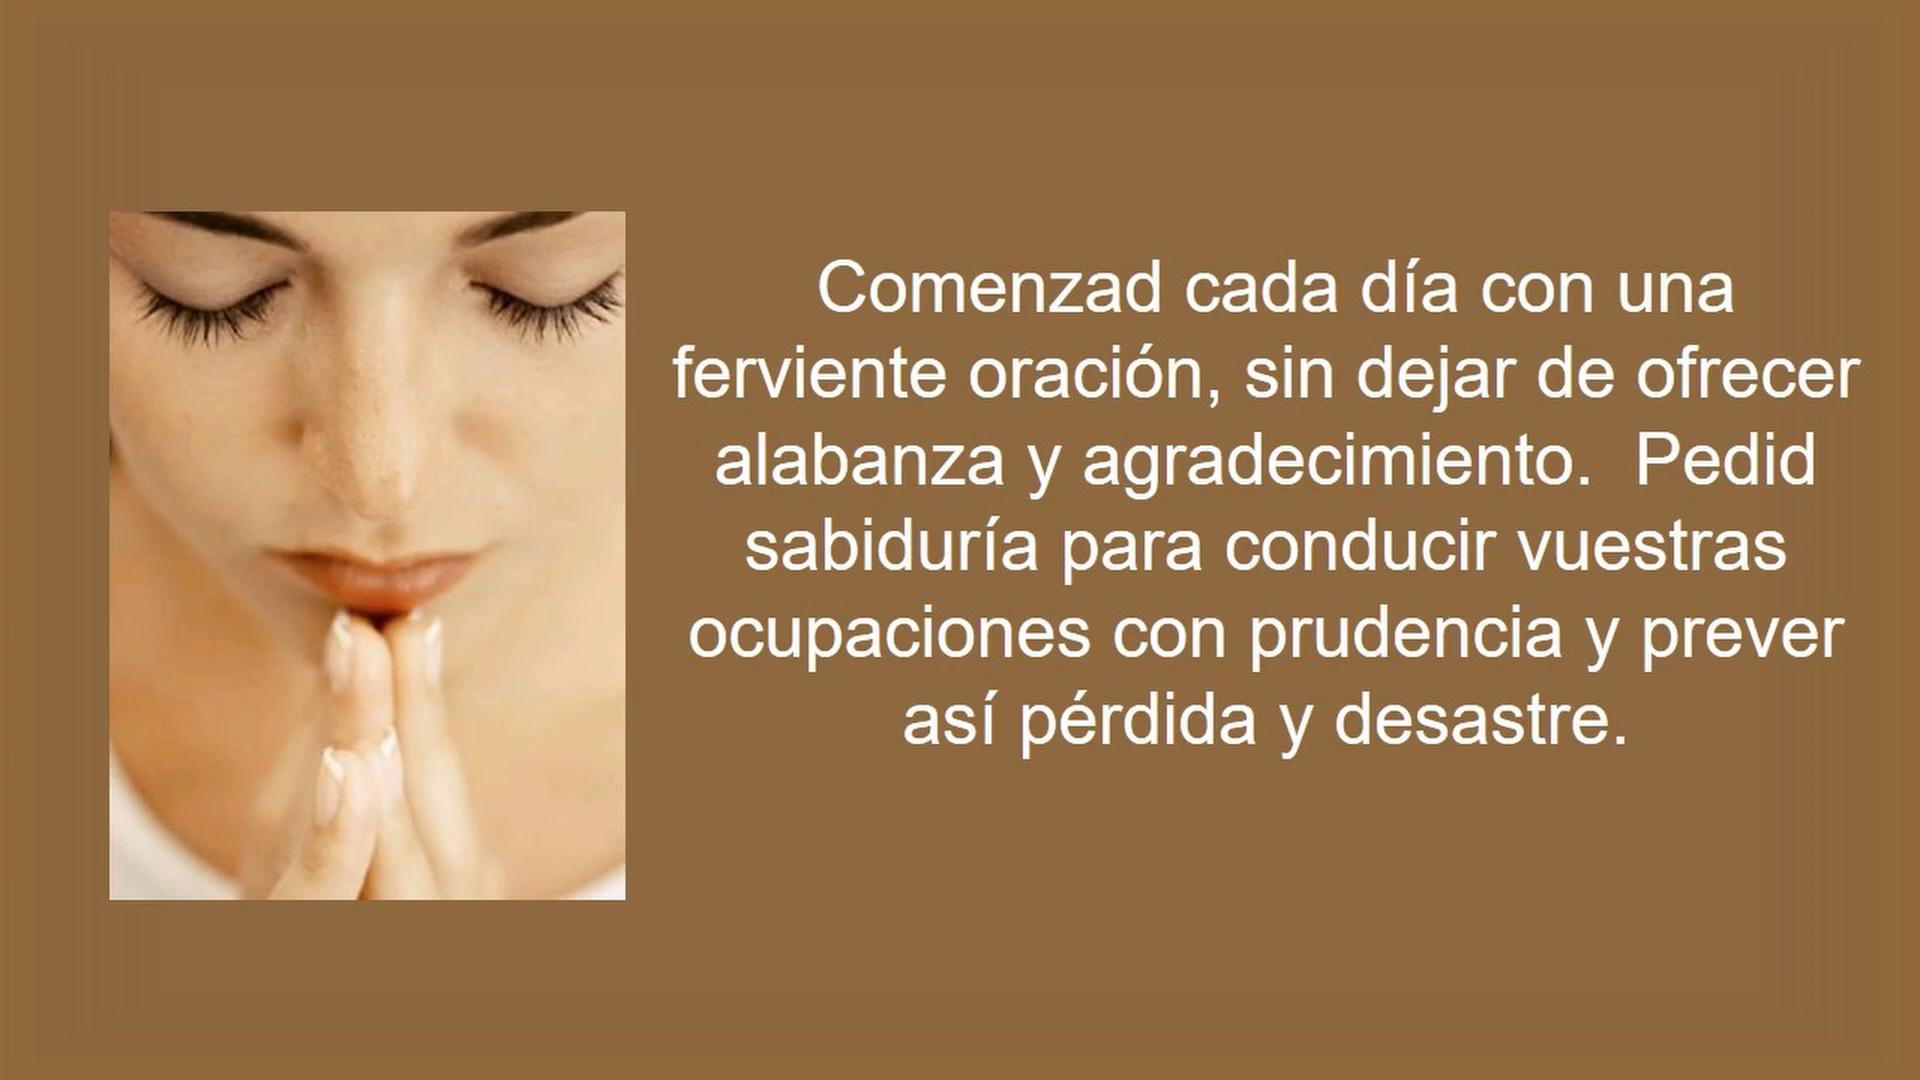 Comenzad cada día con una
ferviente oración, sin dejar de ofrecer
alabanza y agradecimiento.  Pedid
sabiduría para conducir vuestras
ocupaciones con prudencia y prever
así pérdida y desastre.